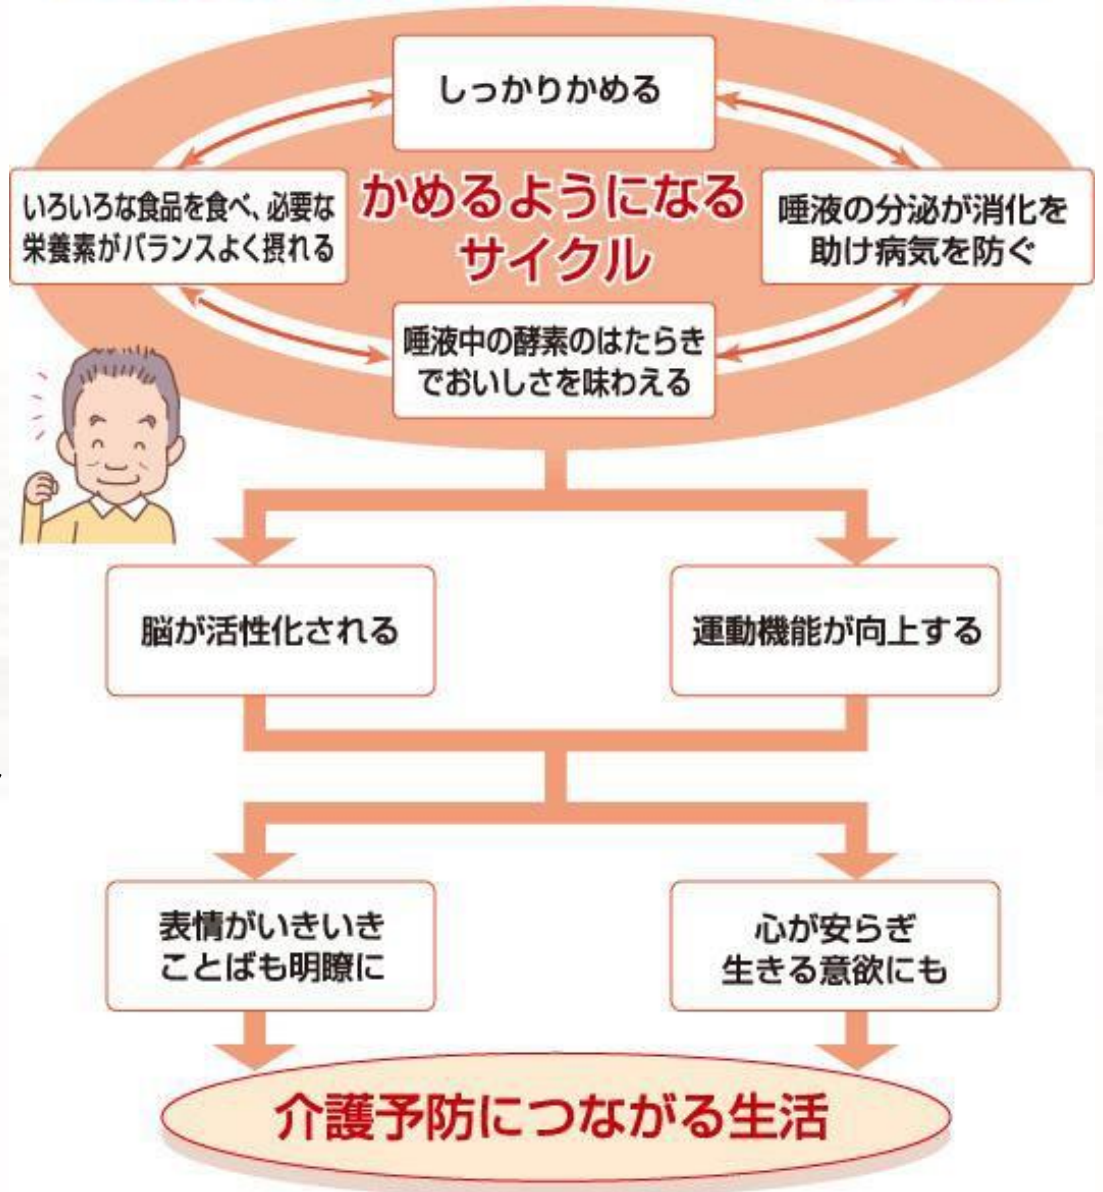 しっかりかめる
いろいろな食品を食べ、必要な
栄養素がバランスよく摂れる
かめるようになる
サイクル
唾液の分泌が消化を
助け病気を防ぐ
唾液中の酵素のはたらき
でおいしさを味わえる
脳が活性化される
運動機能が向上する
表情がいきいき
ことばも明瞭に
心が安らぎ
生きる意欲にも
介護予防につながる生活